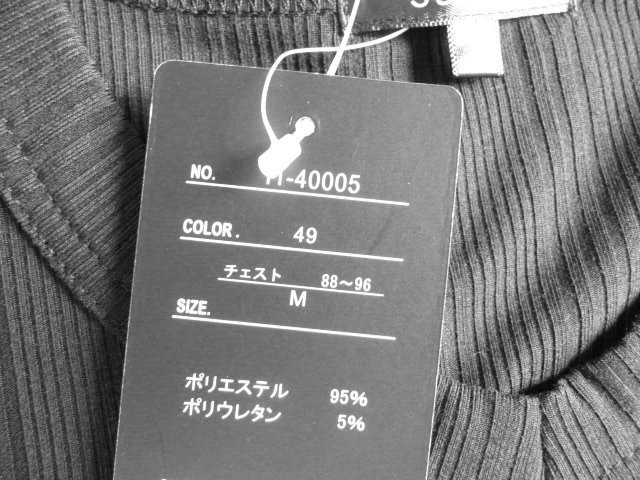 NO. -40005
COLOR. 49
チェスト 88～96
M
SIZE.
ポリエステル 95%
ポリウレタン 5%